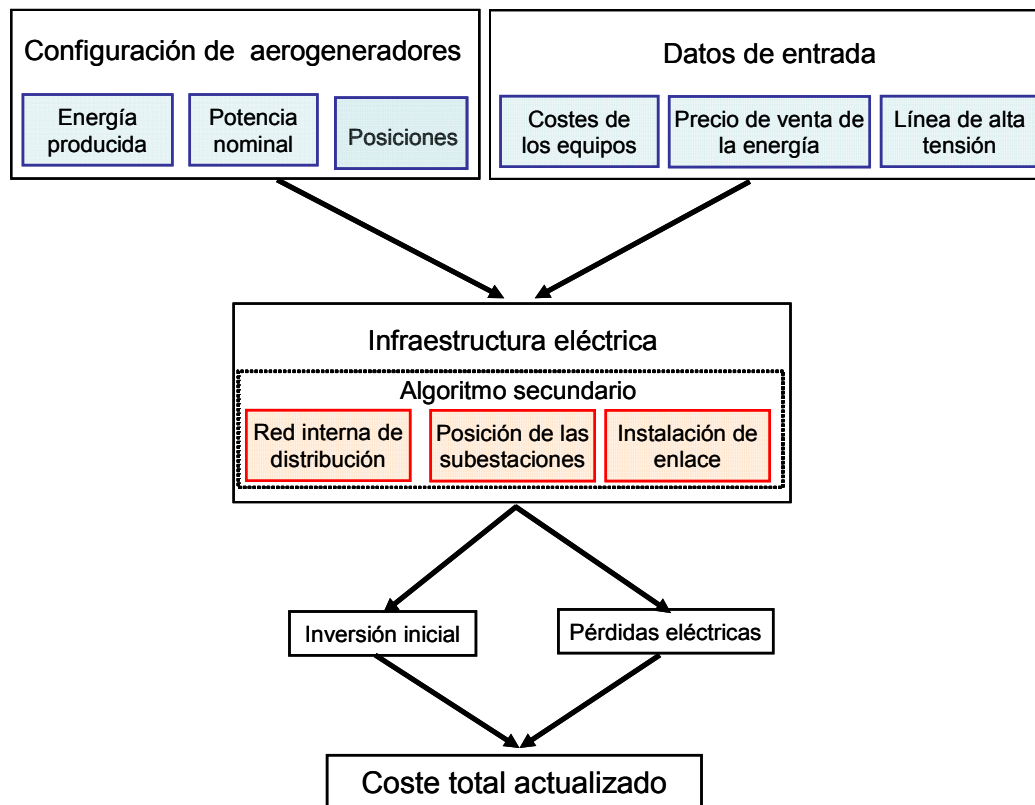 Configuración de aerogeneradores
Energía
producida
Potencia
nominal
Posiciones
Datos de entrada
Costes de
los equipos
Precio de venta de
la energía
Línea de alta
tensión
Infraestructura eléctrica
Algoritmo secundario
Red interna de
distribución
Posición de las
subestaciones
Instalación de
enlace
Inversión inicial
Pérdidas eléctricas
Coste total actualizado